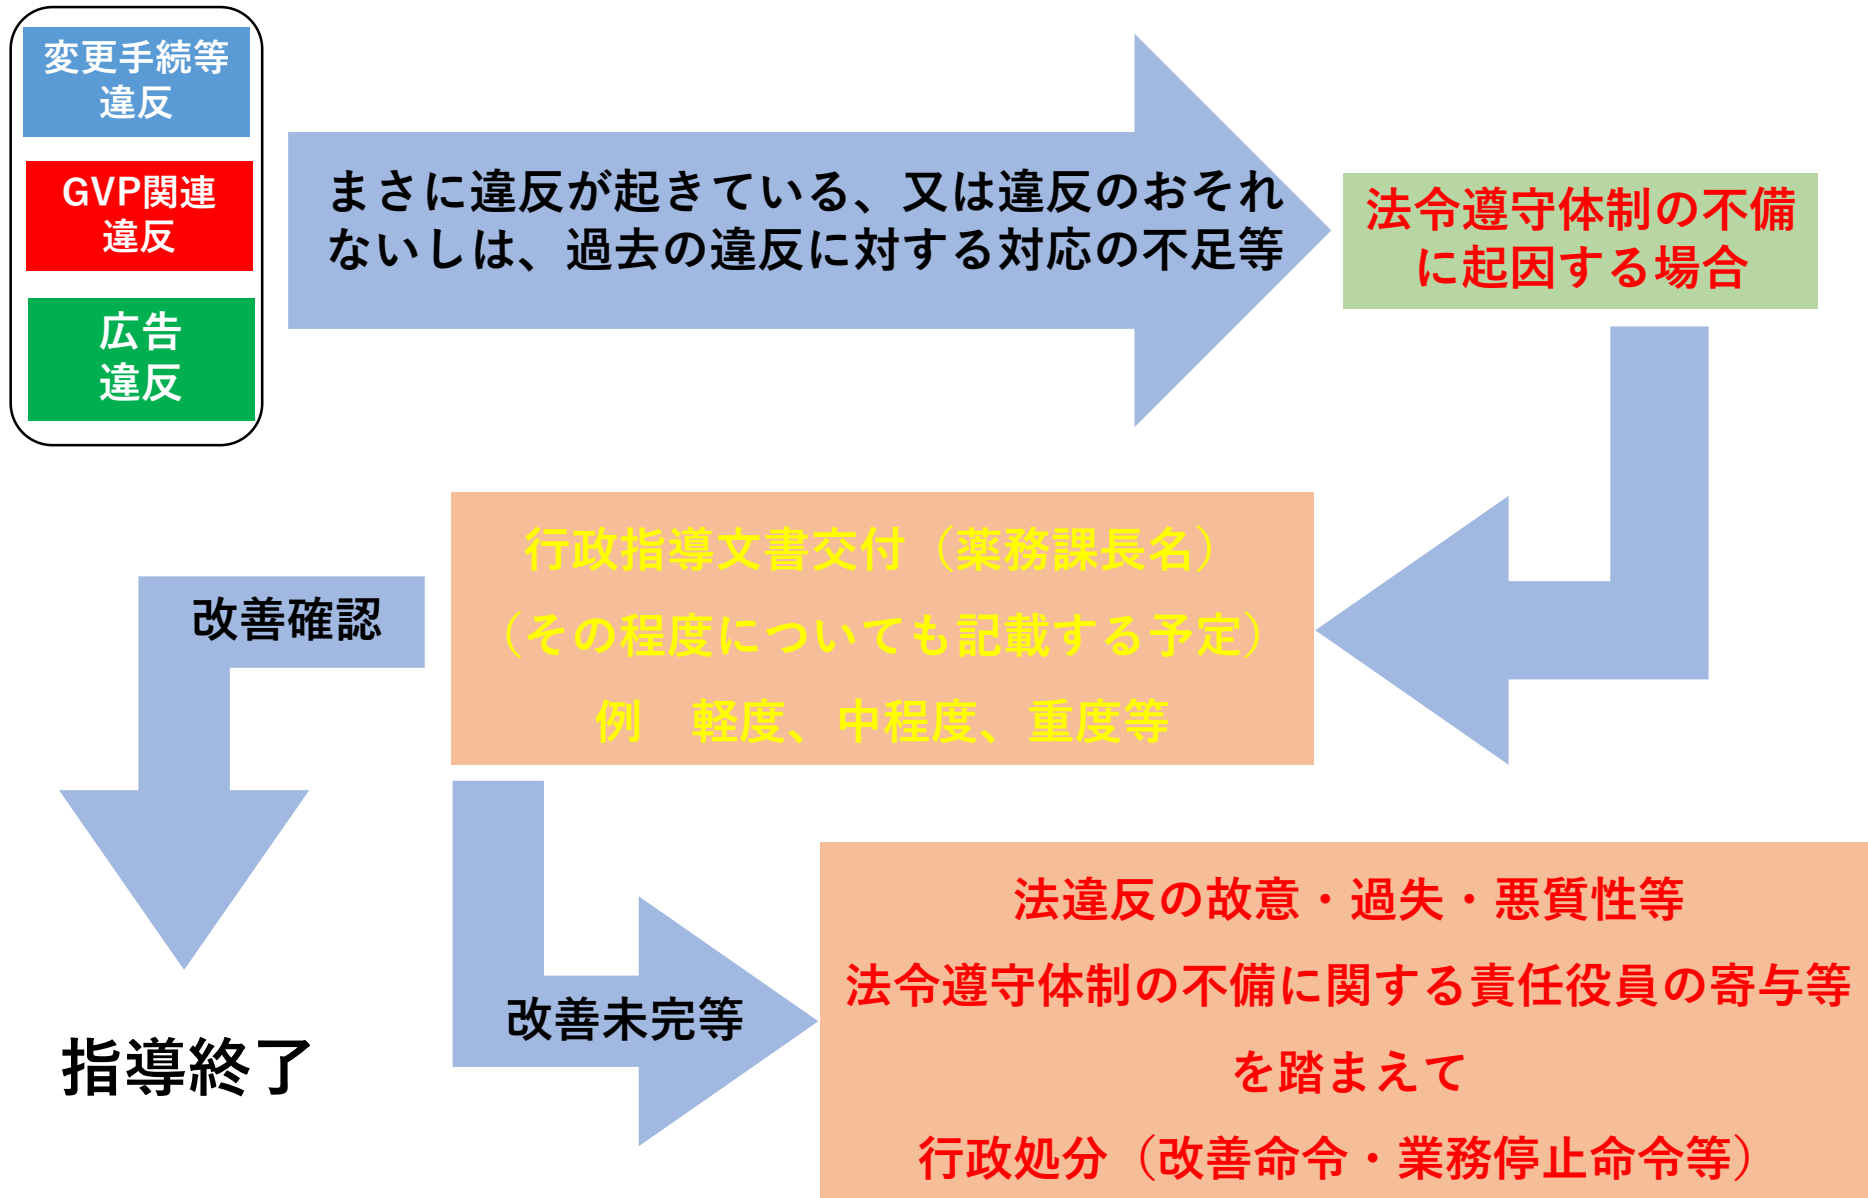 変更手続等
違反
GVP関連
違反
広告
違反
まさに違反が起きている、又は違反のおそれ
ないしは、過去の違反に対する対応の不足等
法令遵守体制の不備
に起因する場合
行政指導文書交付（薬務課長名）
（その程度についても記載する予定）
例　軽度、中程度、重度等
改善確認
指導終了
改善未完等
法違反の故意・過失・悪質性等
法令遵守体制の不備に関する責任役員の寄与等
を踏まえて
行政処分（改善命令・業務停止命令等）